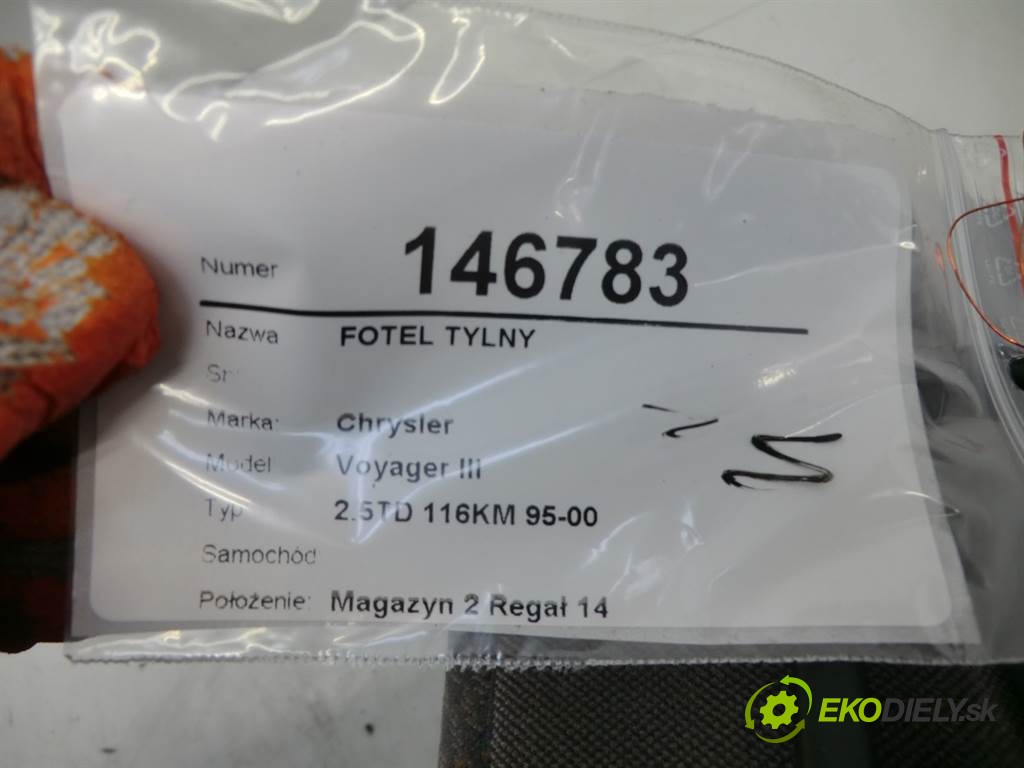 Numer 146783
Nazwa FOTEL TYLNY
Marka: Chrysler
Model Voyager III
Typ 2.5TD 116KM 95-00
Samochód
Położenie: Magazyn 2 Regał 14
EKODIELY.sk